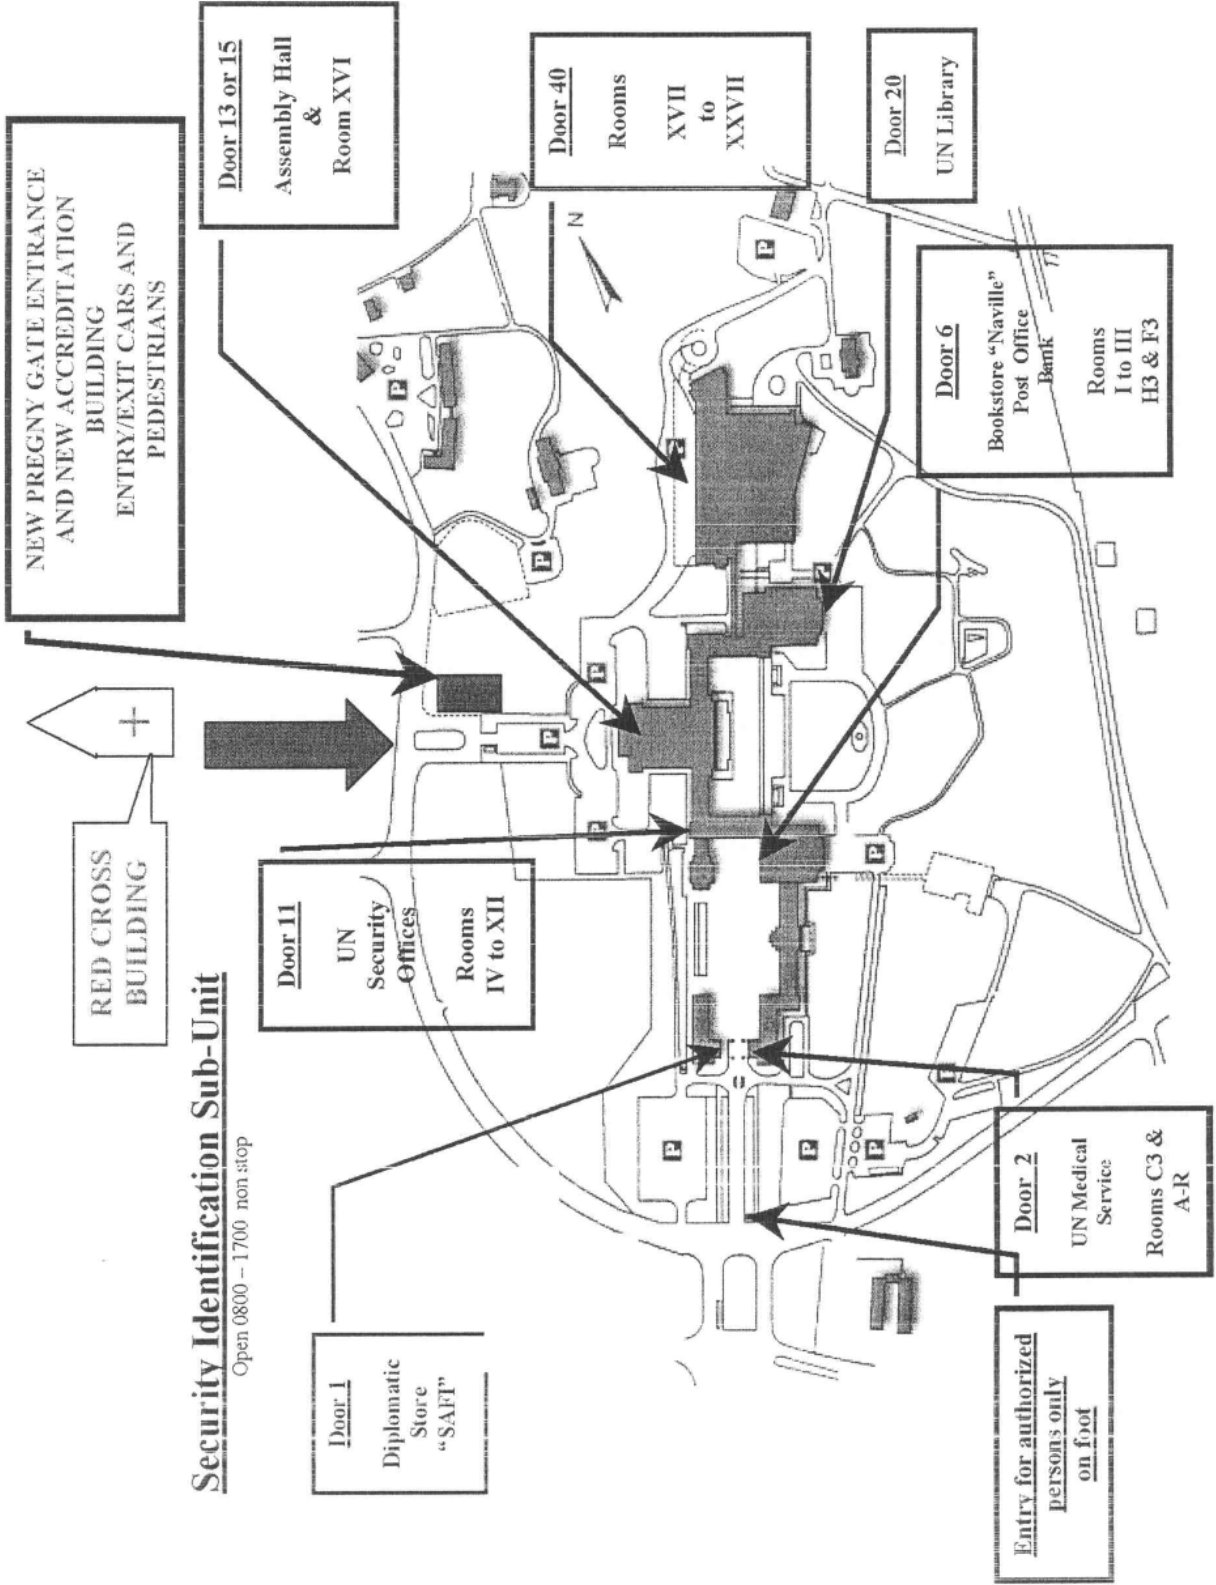 Security Identification Sub-Unit
Open 0800 – 1700 non stop
RED CROSS
BUILDING
NEW PREGNY GATE ENTRANCE
AND NEW ACCREDITATION
BUILDING
ENTRY/EXIT CARS AND
PEDESTRIANS
Door 1
Diplomatic
Store
“SAFI”
Door 11
UN
Security
Offices
Rooms
IV to XII
Door 13 or 15
Assembly Hall
&
Room XVI
Door 40
Rooms
XVII
to
XXVII
Door 20
UN Library
Door 6
Bookstore “Naville”
Post Office
Bank
Rooms
I to III
H3 & F3
Door 2
UN Medical
Service
Rooms C3 &
A-R
Entry for authorized
persons only
on foot
N
P
P
P
P
P
P
P
P
P
P
P